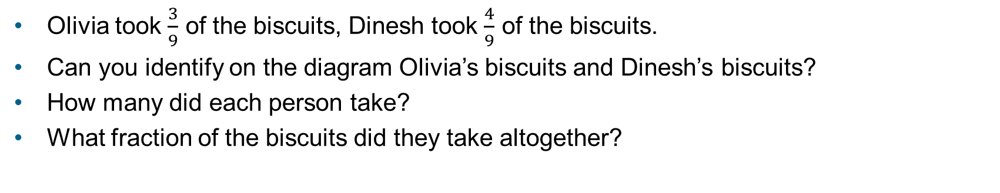 • Olivia took 3/9 of the biscuits, Dinesh took 4/9 of the biscuits.
• Can you identify on the diagram Olivia’s biscuits and Dinesh’s biscuits?
• How many did each person take?
• What fraction of the biscuits did they take altogether?